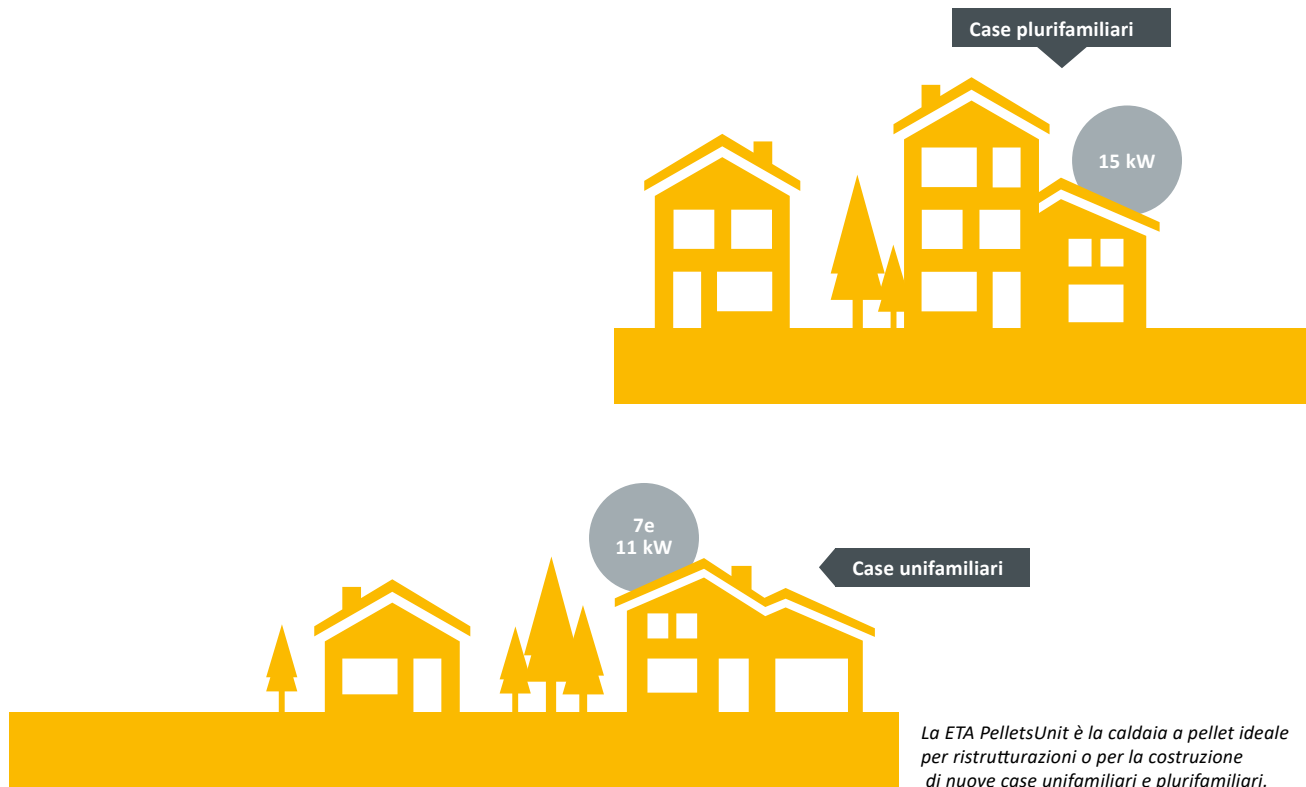 Case plurifamiliari
15 kW
7e
11 kW
Case unifamiliari
La ETA PelletsUnit è la caldaia a pellet ideale
per ristrutturazioni o per la costruzione
di nuove case unifamiliari e plurifamiliari.